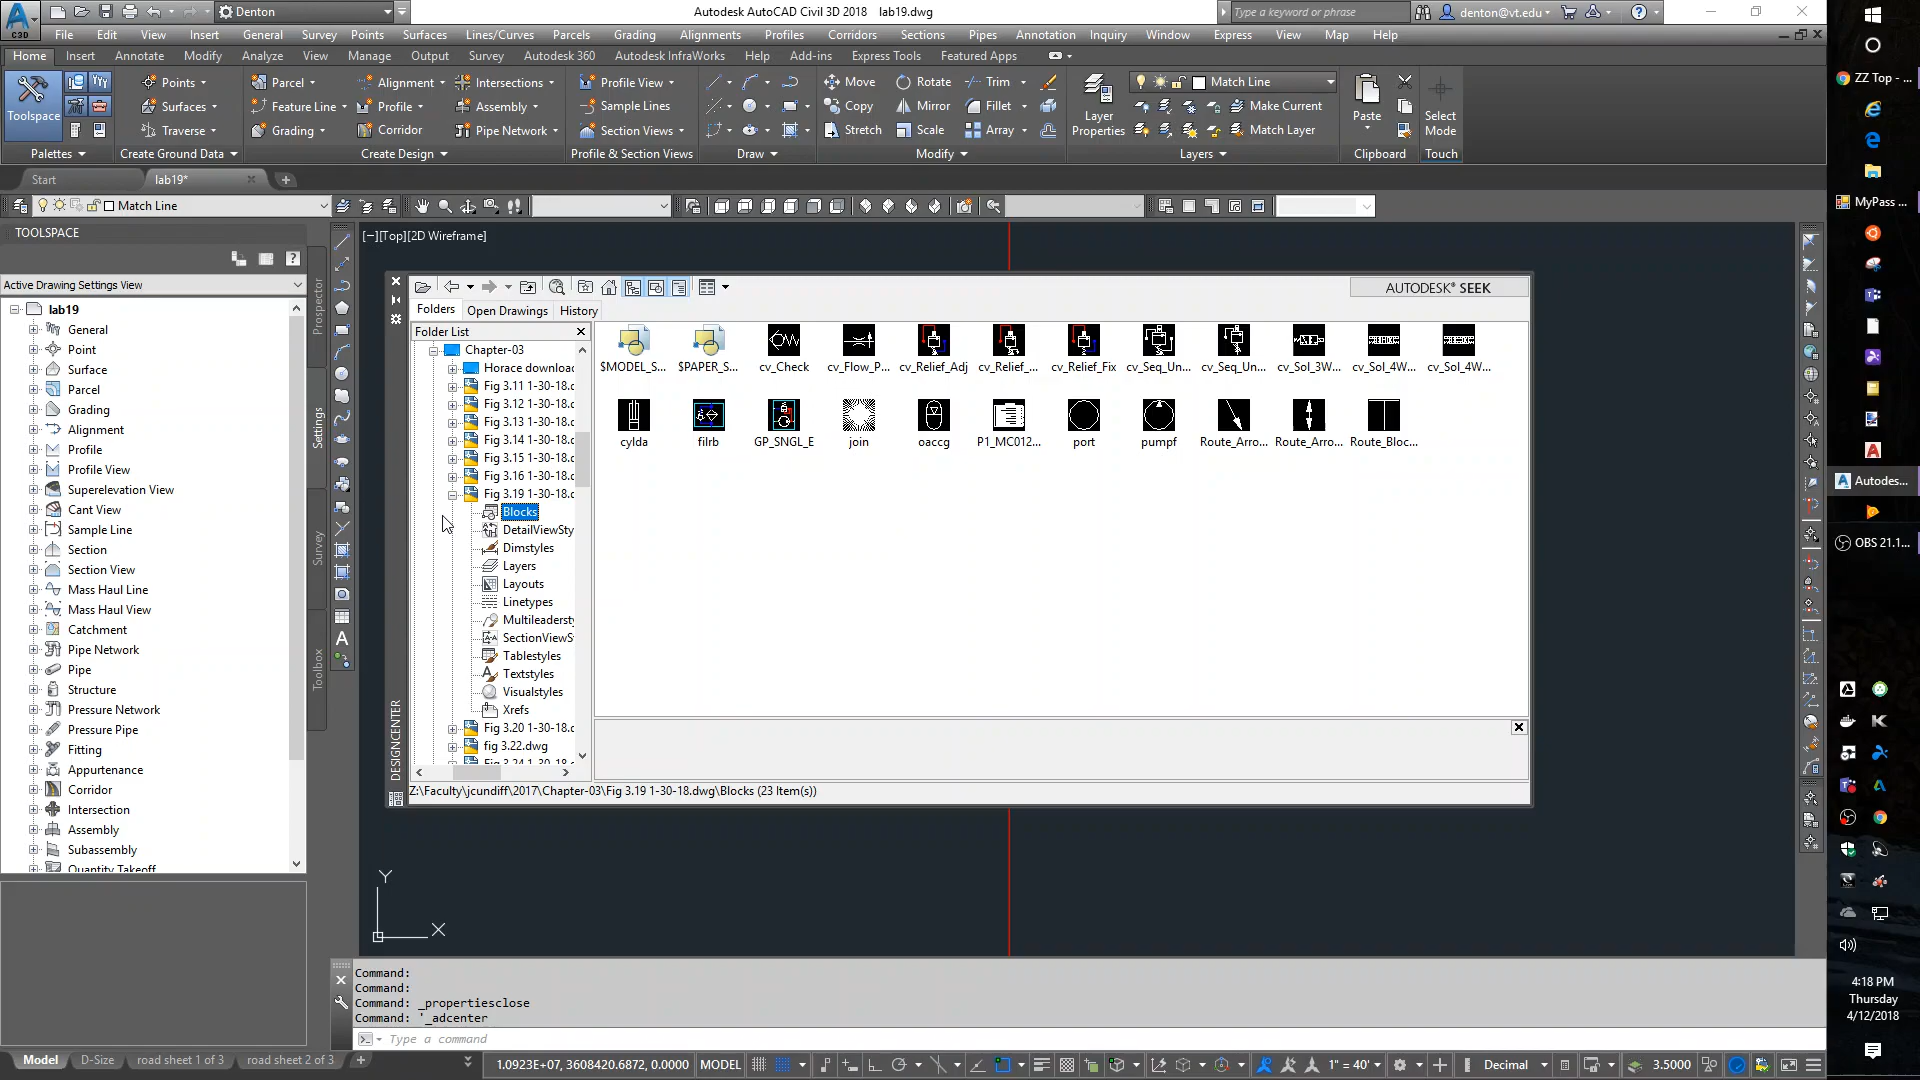 Denton
Autodesk AutoCAD Civil 3D 2018 lab19.dwg
Type a keyword or phrase
denton@vt.edu
C3D
File Edit View Insert General Survey Points Surfaces Lines/Curves Parcels Grading Alignments Profiles Corridors Sections Pipes Annotation Inquiry Window Express View Map Help
Home Insert Annotate Modify Analyze View Manage Output Survey Autodesk 360 Autodesk InfraWorks Help Add-ins Express Tools Featured Apps
Toolspace
Points
Surfaces
Traverse
Parcel
Feature Line
Grading
Alignment
Profile
Corridor
Intersections
Assembly
Pipe Network
Profile View
Sample Lines
Section Views
Move
Copy
Stretch
Rotate
Mirror
Scale
Trim
Fillet
Array
Layer
Properties
Match Line
Make Current
Match Layer
Paste
Select
Mode
Palettes Create Ground Data Create Design Profile & Section Views Draw Modify Layers Clipboard Touch
Start lab19*
Match Line
TOOLSPACE
Active Drawing Settings View
lab19
General
Point
Surface
Parcel
Grading
Alignment
Profile
Profile View
Superelevation View
Cant View
Sample Line
Section
Section View
Mass Haul Line
Mass Haul View
Catchment
Pipe Network
Pipe
Structure
Pressure Network
Pressure Pipe
Fitting
Appurtenance
Corridor
Intersection
Assembly
Subassembly
Quantity Takeoff
Prospector
Settings
Survey
Toolbox
[−][Top][2D Wireframe]
AUTODESK® SEEK
Folders Open Drawings History
Folder List
Chapter-03
Horace download
Fig 3.11 1-30-18.d
Fig 3.12 1-30-18.d
Fig 3.13 1-30-18.d
Fig 3.14 1-30-18.d
Fig 3.15 1-30-18.d
Fig 3.16 1-30-18.d
Fig 3.19 1-30-18.d
Blocks
DetailViewSty
Dimstyles
Layers
Layouts
Linetypes
Multileadersty
SectionViewS
Tablestyles
Textstyles
Visualstyles
Xrefs
Fig 3.20 1-30-18.d
fig 3.22.dwg
Fig 3.24 1-30-18.d
$MODEL_S... $PAPER_S... cv_Check cv_Flow_P... cv_Relief_Adj cv_Relief_... cv_Relief_Fix cv_Seq_Un... cv_Seq_Un... cv_Sol_3W... cv_Sol_4W... cv_Sol_4W...
cylda filrb GP_SNGL_E join oaccg P1_MC012... port pumpf Route_Arro... Route_Arro... Route_Bloc...
DESIGNCENTER
Z:\Faculty\jcundiff\2017\Chapter-03\Fig 3.19 1-30-18.dwg\Blocks (23 Item(s))
Y
X
Command:
Command:
Command: _propertiesclose
Command: '_adcenter
Type a command
Model D-Size road sheet 1 of 3 road sheet 2 of 3
1.0923E+07, 3608420.6872, 0.0000 MODEL
1" = 40'
Decimal
3.5000
ZZ Top - ...
MyPass ...
Autodes...
OBS 21.1...
4:18 PM
Thursday
4/12/2018